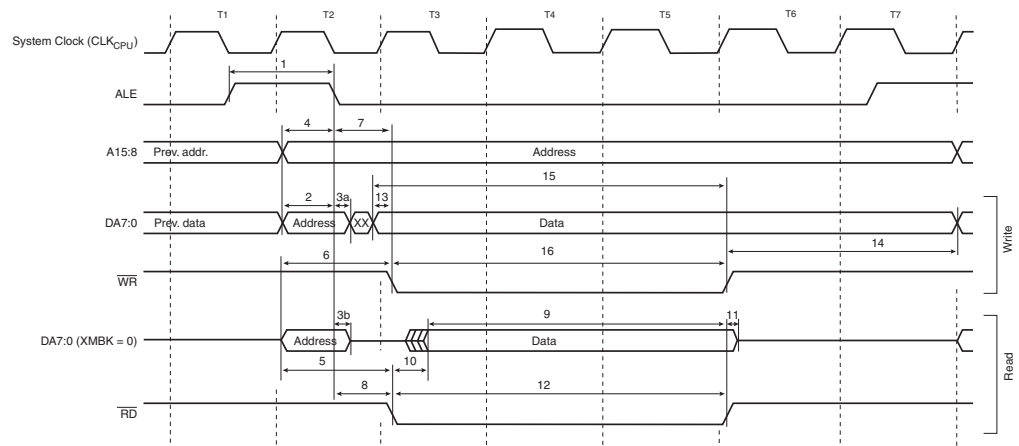 T1 T2 T3 T4 T5 T6 T7
System Clock (CLKCPU)
1
ALE
4 7
A15:8 Prev. addr. Address
15
2 3a 13
DA7:0 Prev. data Address XX Data
14
6 16
WR
Write
3b 9 11
DA7:0 (XMBK = 0) Address Data
5 10
8 12
RD
Read